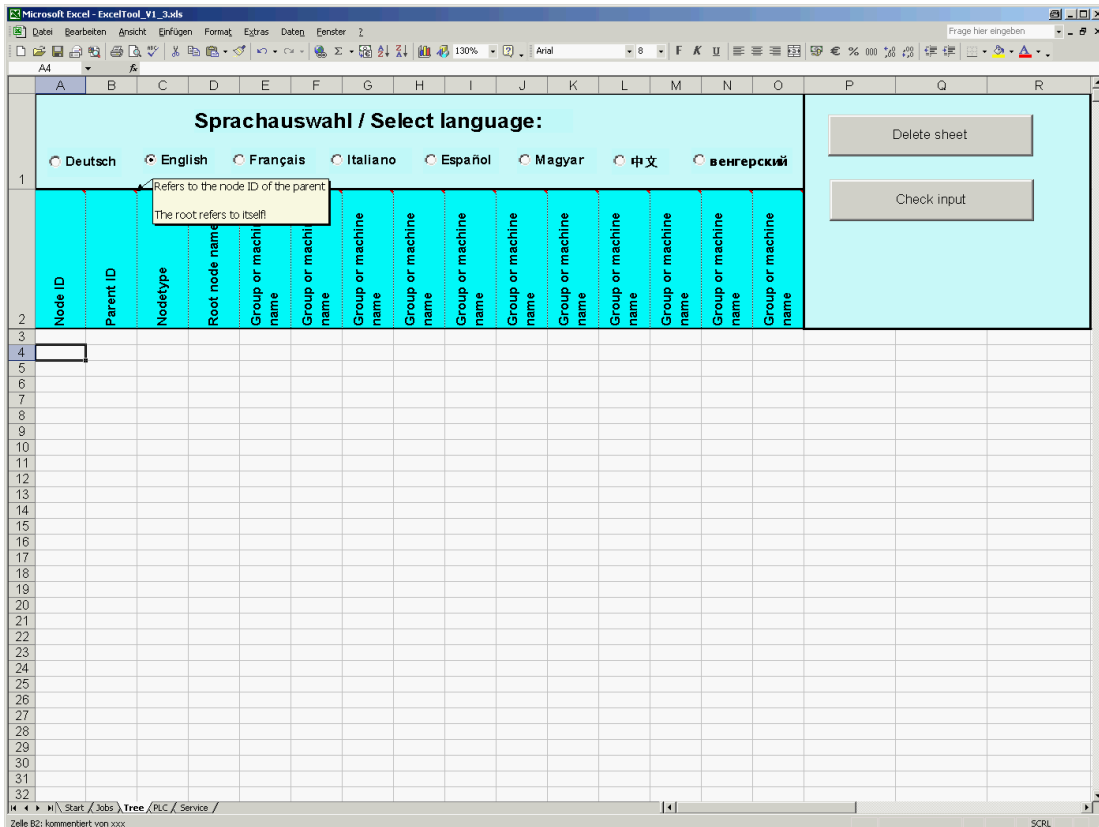 Microsoft Excel - ExcelTool_V1_3.xls
Datei Bearbeiten Ansicht Einfügen Format Extras Daten Fenster ? Frage hier eingeben
130% Arial 8 F K U € % 000
A4 fx
A B C D E F G H I J K L M N O P Q R
Sprachauswahl / Select language:
Deutsch English Français Italiano Español Magyar 中文 венгерский
Delete sheet
Check input
Refers to the node ID of the parent
The root refers to itself!
Node ID
Parent ID
Nodetype
Root node name
Group or machine name
Group or machine name
Group or machine name
Group or machine name
Group or machine name
Group or machine name
Group or machine name
Group or machine name
Group or machine name
Group or machine name
Group or machine name
1
2
3
4
5
6
7
8
9
10
11
12
13
14
15
16
17
18
19
20
21
22
23
24
25
26
27
28
29
30
31
32
Start Jobs Tree PLC Service
Zelle B2: kommentiert von xxx SCRL